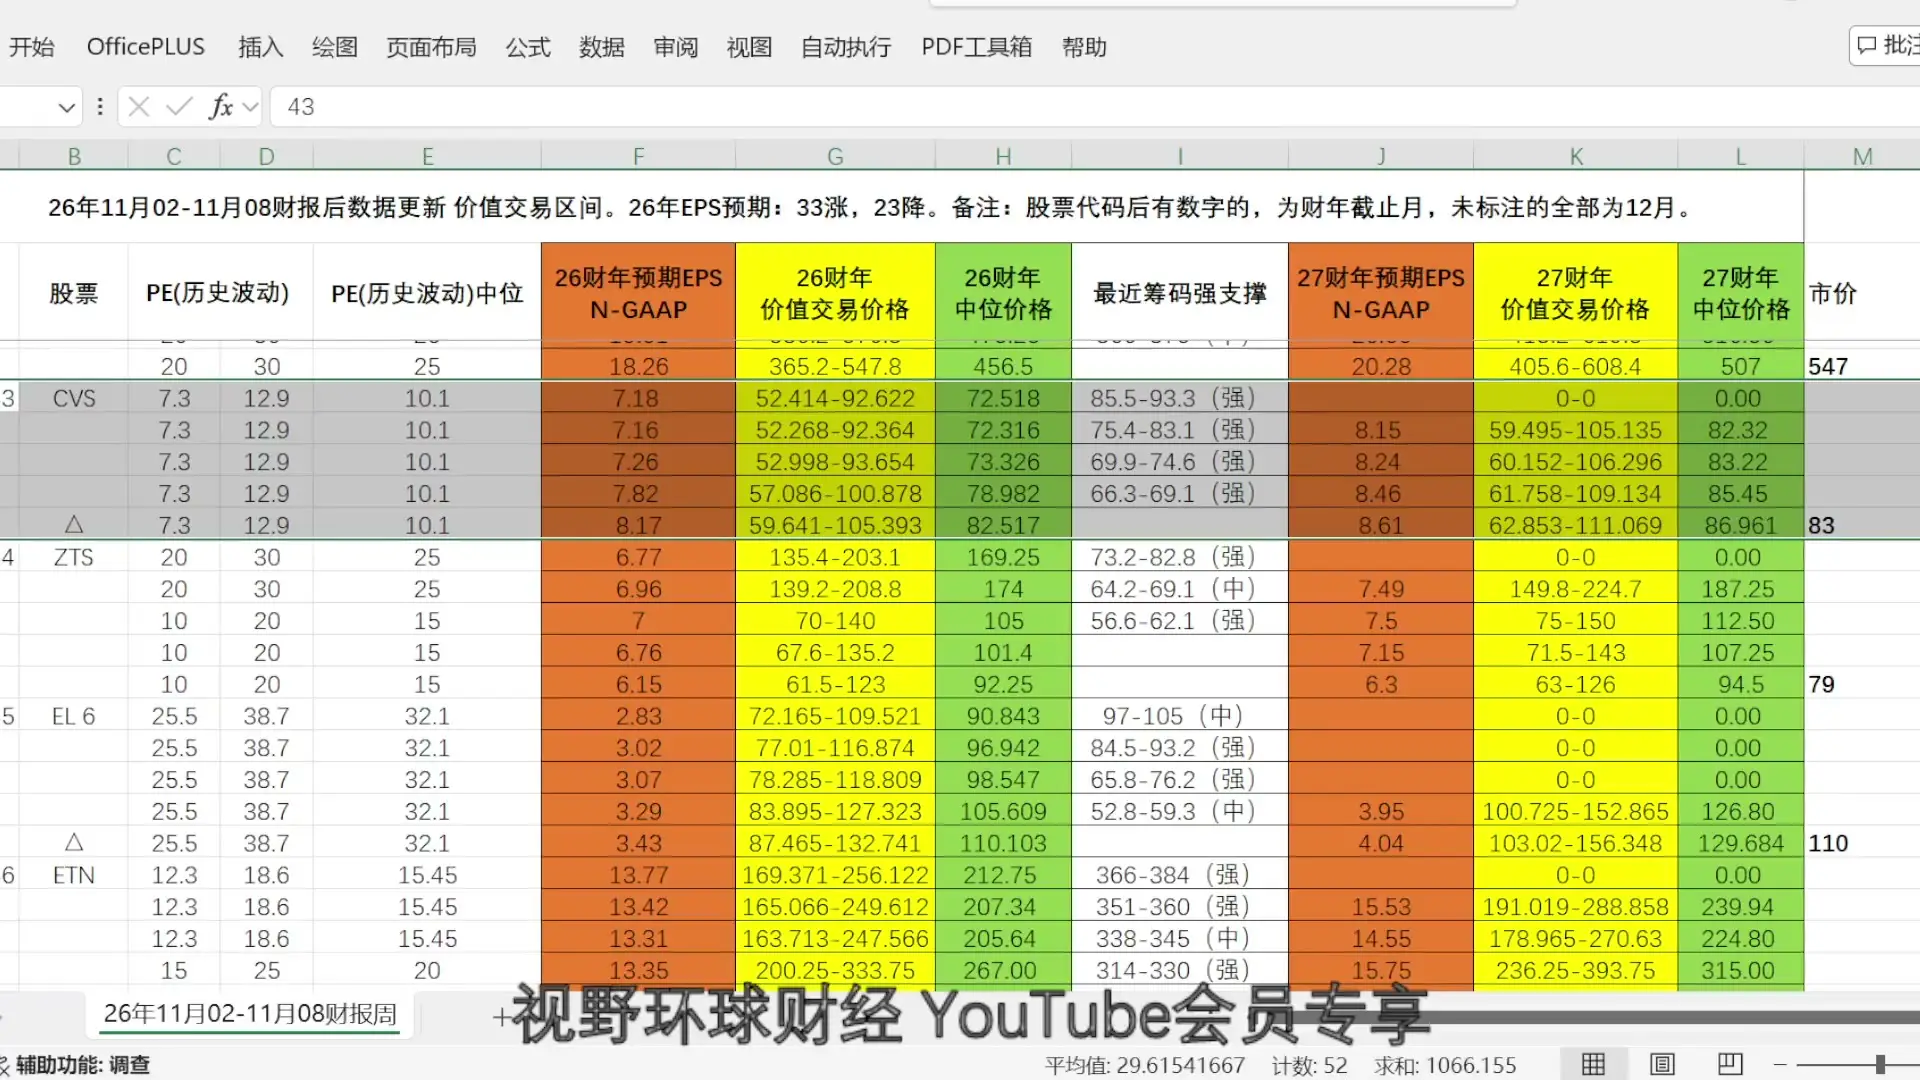 开始 OfficePLUS 插入 绘图 页面布局 公式 数据 审阅 视图 自动执行 PDF工具箱 帮助 批注
fx 43
B C D E F G H I J K L M
26年11月02-11月08财报后数据更新 价值交易区间。26年EPS预期：33涨，23降。备注：股票代码后有数字的，为财年截止月，未标注的全部为12月。
股票 PE(历史波动) PE(历史波动)中位 26财年预期EPS N-GAAP 26财年 价值交易价格 26财年 中位价格 最近筹码强支撑 27财年预期EPS N-GAAP 27财年 价值交易价格 27财年 中位价格 市价
20 30 25 18.26 365.2-547.8 456.5 20.28 405.6-608.4 507 547
3 CVS 7.3 12.9 10.1 7.18 52.414-92.622 72.518 85.5-93.3（强） 0-0 0.00
7.3 12.9 10.1 7.16 52.268-92.364 72.316 75.4-83.1（强） 8.15 59.495-105.135 82.32
7.3 12.9 10.1 7.26 52.998-93.654 73.326 69.9-74.6（强） 8.24 60.152-106.296 83.22
7.3 12.9 10.1 7.82 57.086-100.878 78.982 66.3-69.1（强） 8.46 61.758-109.134 85.45
△ 7.3 12.9 10.1 8.17 59.641-105.393 82.517 8.61 62.853-111.069 86.961 83
4 ZTS 20 30 25 6.77 135.4-203.1 169.25 73.2-82.8（强） 0-0 0.00
20 30 25 6.96 139.2-208.8 174 64.2-69.1（中） 7.49 149.8-224.7 187.25
10 20 15 7 70-140 105 56.6-62.1（强） 7.5 75-150 112.50
10 20 15 6.76 67.6-135.2 101.4 7.15 71.5-143 107.25
10 20 15 6.15 61.5-123 92.25 6.3 63-126 94.5 79
5 EL 6 25.5 38.7 32.1 2.83 72.165-109.521 90.843 97-105（中） 0-0 0.00
25.5 38.7 32.1 3.02 77.01-116.874 96.942 84.5-93.2（强） 0-0 0.00
25.5 38.7 32.1 3.07 78.285-118.809 98.547 65.8-76.2（强） 0-0 0.00
25.5 38.7 32.1 3.29 83.895-127.323 105.609 52.8-59.3（中） 3.95 100.725-152.865 126.80
△ 25.5 38.7 32.1 3.43 87.465-132.741 110.103 4.04 103.02-156.348 129.684 110
6 ETN 12.3 18.6 15.45 13.77 169.371-256.122 212.75 366-384（强） 0-0 0.00
12.3 18.6 15.45 13.42 165.066-249.612 207.34 351-360（强） 15.53 191.019-288.858 239.94
12.3 18.6 15.45 13.31 163.713-247.566 205.64 338-345（中） 14.55 178.965-270.63 224.80
15 25 20 13.35 200.25-333.75 267.00 314-330（强） 15.75 236.25-393.75 315.00
26年11月02-11月08财报周 +
视野环球财经 YouTube会员专享
辅助功能: 调查 平均值: 29.61541667 计数: 52 求和: 1066.155